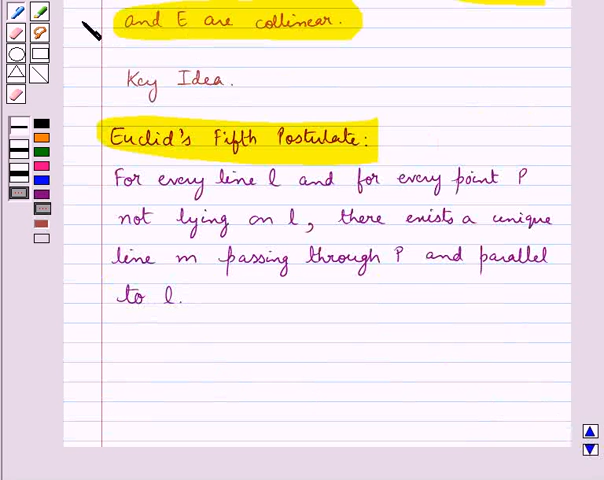 and E are collinear.
Key Idea.
Euclid's Fifth Postulate:
For every line l and for every point P
not lying on l, there exists a unique
line m passing through P and parallel
to l.